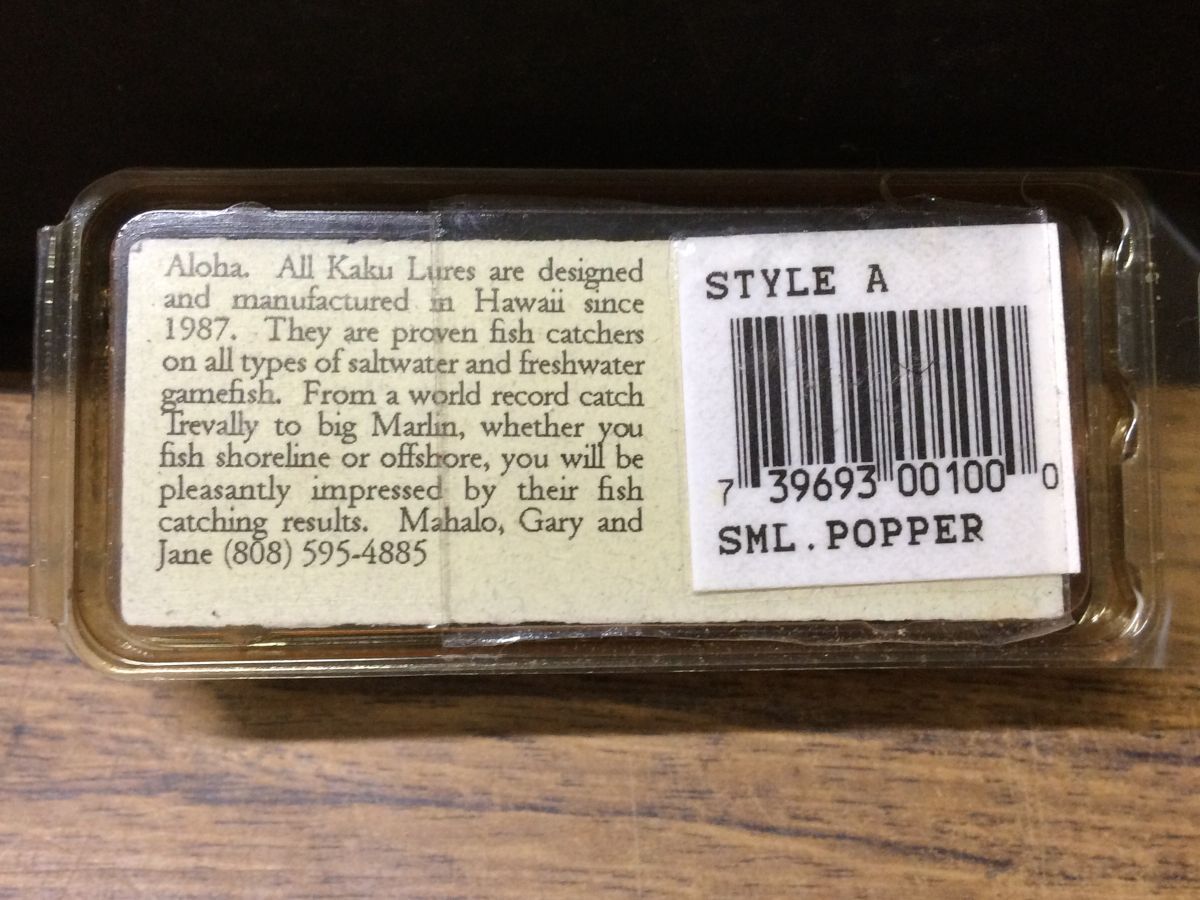 Aloha. All Kaku Lures are designed
and manufactured in Hawaii since
1987. They are proven fish catchers
on all types of saltwater and freshwater
gamefish. From a world record catch
Trevally to big Marlin, whether you
fish shoreline or offshore, you will be
pleasantly impressed by their fish
catching results. Mahalo, Gary and
Jane (808) 595-4885
STYLE A
7 39693 00100 0
SML.POPPER